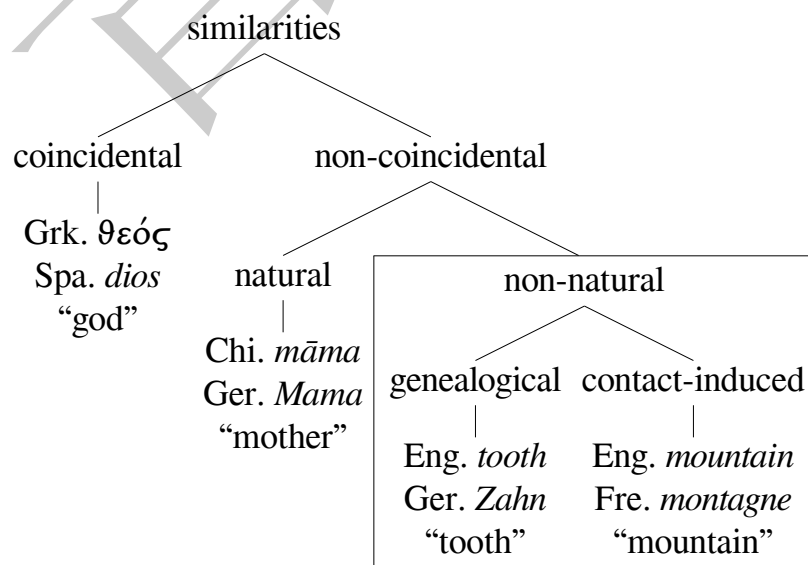 similarities
coincidental non-coincidental
Grk. ϑεός
Spa. dios
“god”
natural non-natural
Chi. māma
Ger. Mama
“mother”
genealogical contact-induced
Eng. tooth Eng. mountain
Ger. Zahn Fre. montagne
“tooth” “mountain”